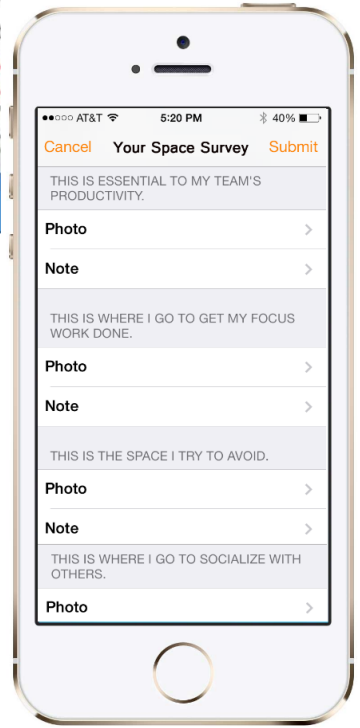 AT&T 5:20 PM 40%
Cancel Your Space Survey Submit
THIS IS ESSENTIAL TO MY TEAM'S
PRODUCTIVITY.
Photo
Note
THIS IS WHERE I GO TO GET MY FOCUS
WORK DONE.
Photo
Note
THIS IS THE SPACE I TRY TO AVOID.
Photo
Note
THIS IS WHERE I GO TO SOCIALIZE WITH
OTHERS.
Photo